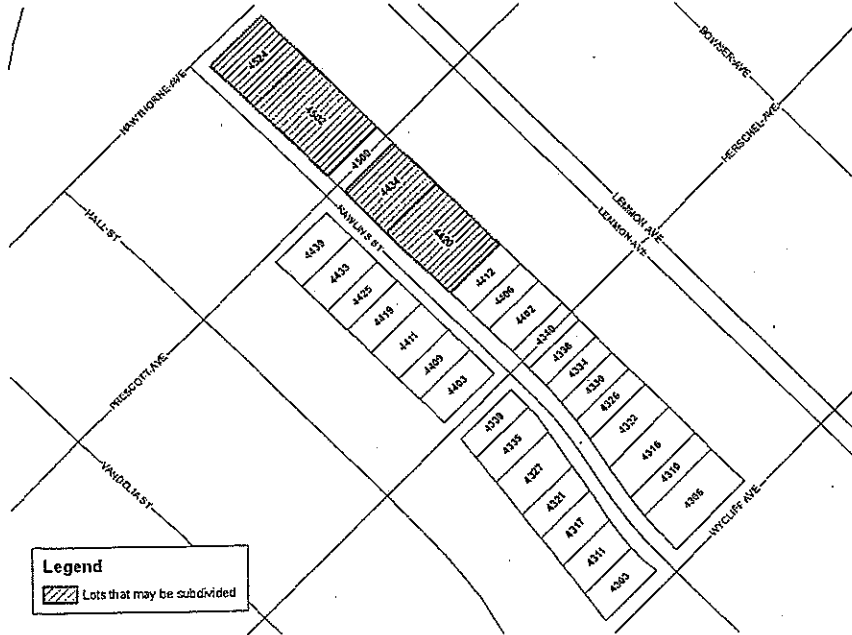 BOWSER AVE
HAWTHORNE AVE
HERSCHEL AVE
LEMMON AVE
LEMMON AVE
HALL ST
RAWLINS ST
PRESCOTT AVE
VANDELIA ST
WYCLIFF AVE
4524
4502
4500
4434
4420
4412
4406
4402
4340
4338
4334
4330
4326
4322
4316
4310
4306
4439
4433
4425
4419
4411
4409
4403
4339
4335
4327
4321
4317
4311
4303
Legend
Lots that may be subdivided